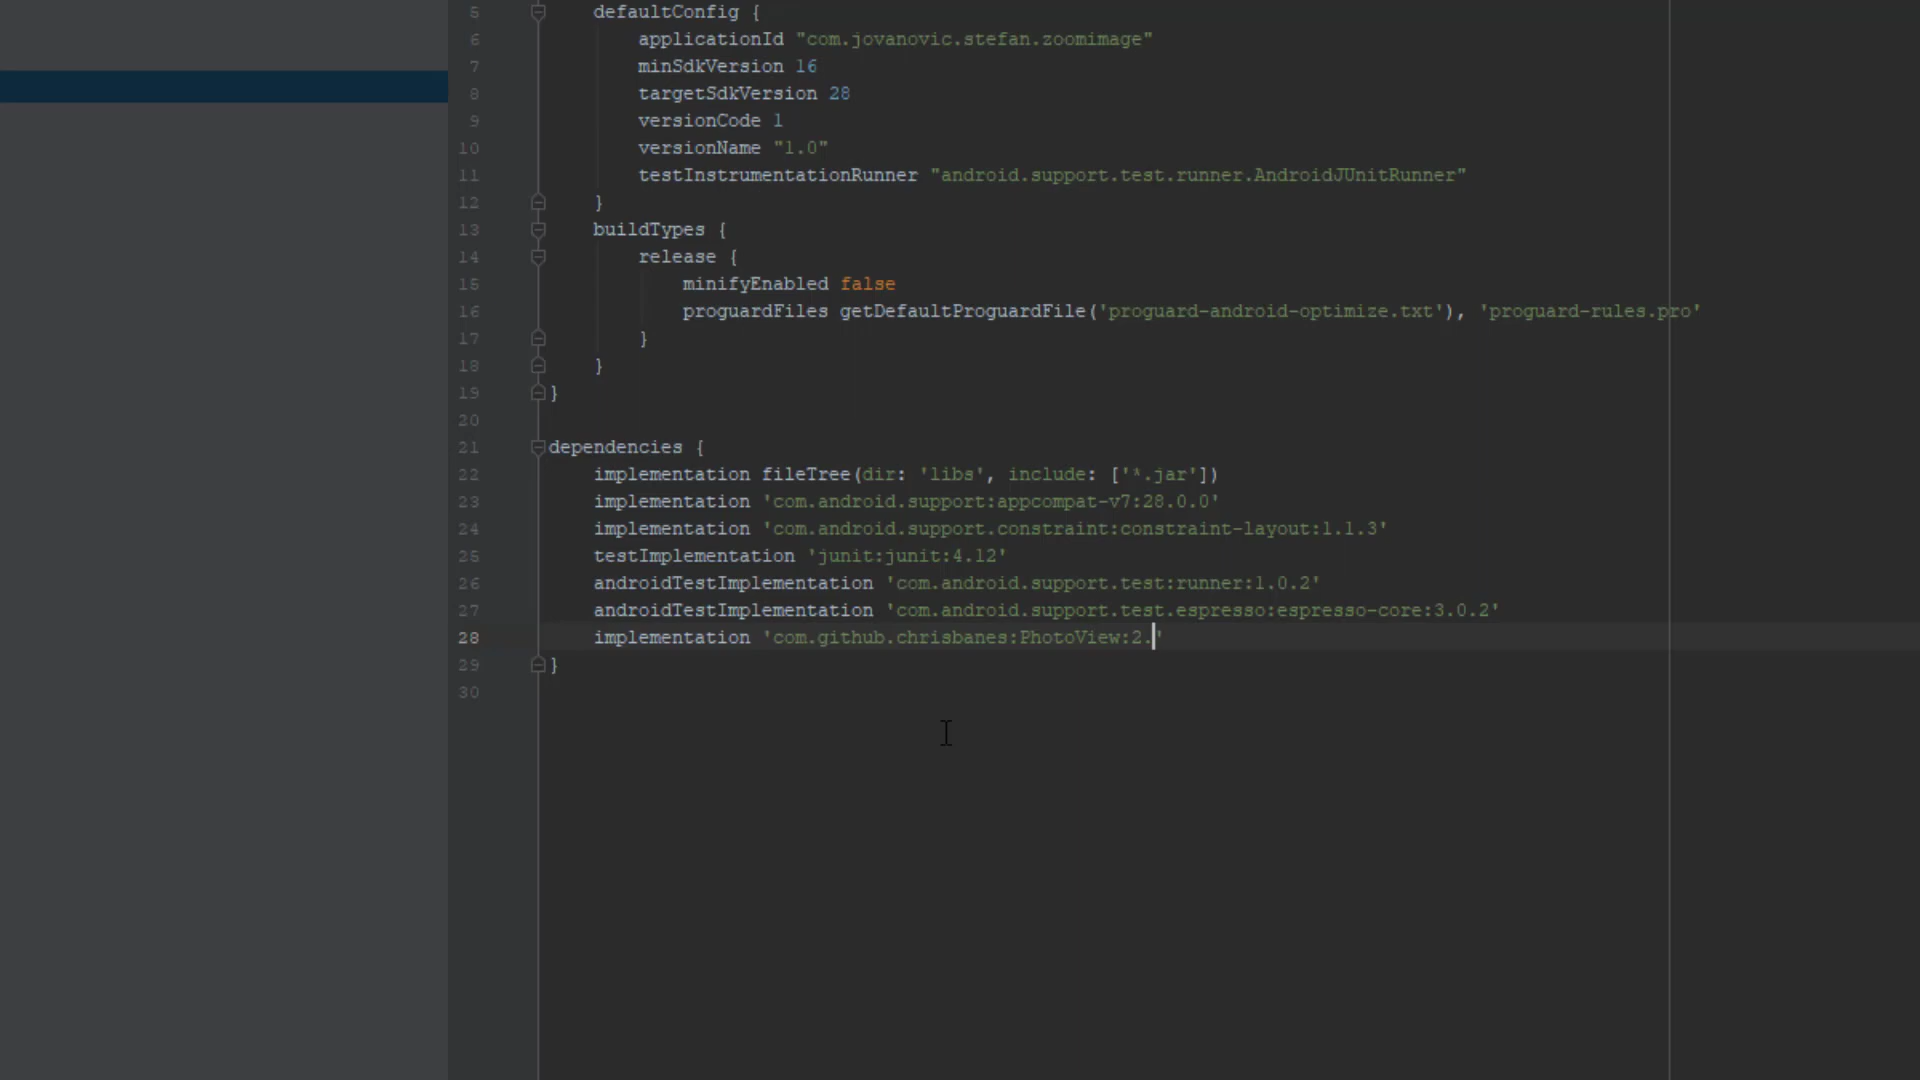 5 defaultConfig {
6 applicationId "com.jovanovic.stefan.zoomimage"
7 minSdkVersion 16
8 targetSdkVersion 28
9 versionCode 1
10 versionName "1.0"
11 testInstrumentationRunner "android.support.test.runner.AndroidJUnitRunner"
12 }
13 buildTypes {
14 release {
15 minifyEnabled false
16 proguardFiles getDefaultProguardFile('proguard-android-optimize.txt'), 'proguard-rules.pro'
17 }
18 }
19 }
20
21 dependencies {
22 implementation fileTree(dir: 'libs', include: ['*.jar'])
23 implementation 'com.android.support:appcompat-v7:28.0.0'
24 implementation 'com.android.support.constraint:constraint-layout:1.1.3'
25 testImplementation 'junit:junit:4.12'
26 androidTestImplementation 'com.android.support.test:runner:1.0.2'
27 androidTestImplementation 'com.android.support.test.espresso:espresso-core:3.0.2'
28 implementation 'com.github.chrisbanes:PhotoView:2.'
29 }
30